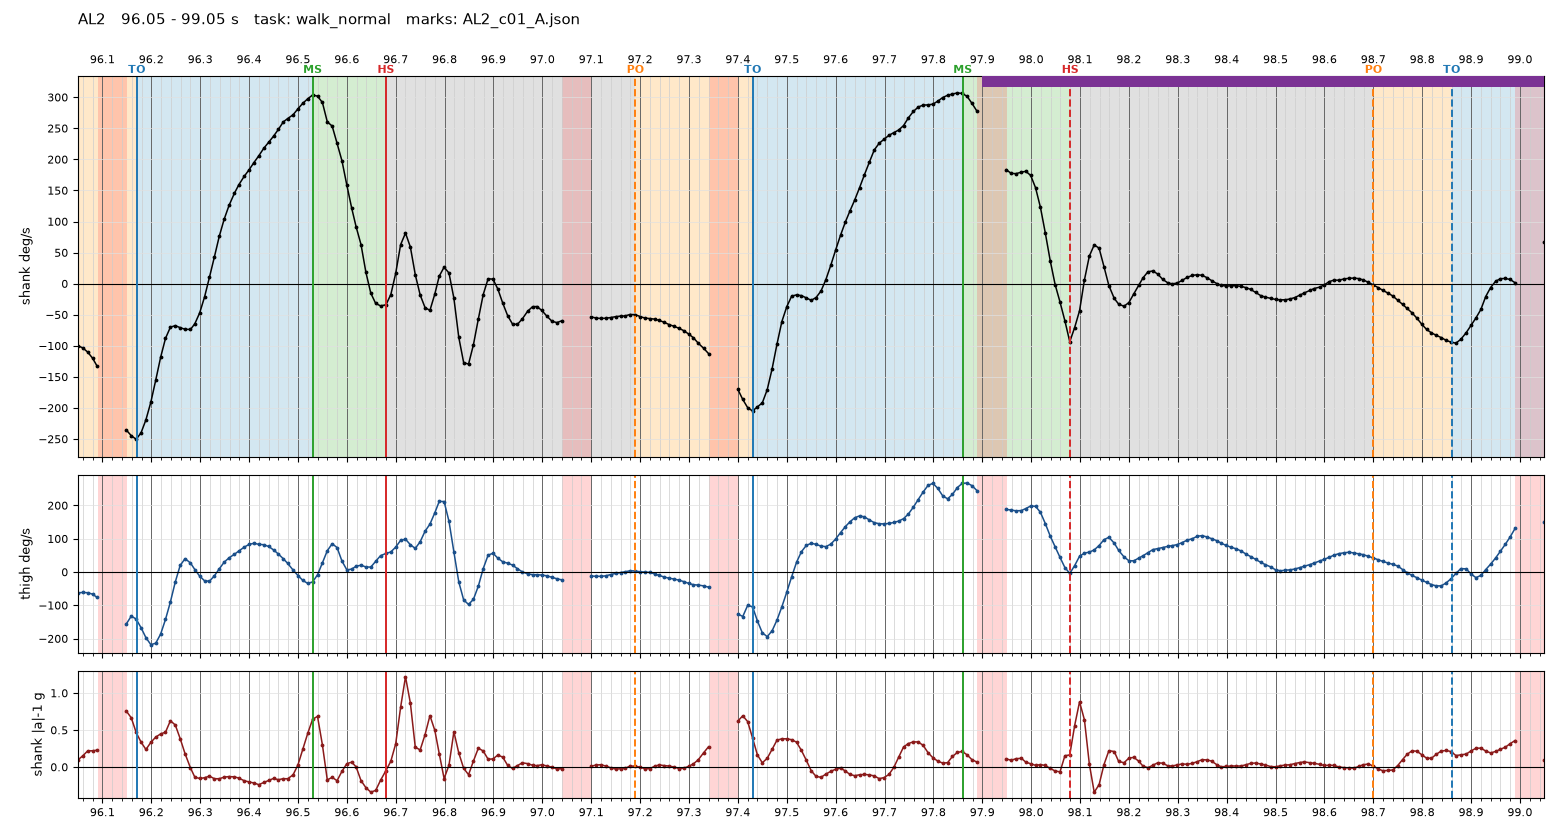 AL2 96.05 - 99.05 s task: walk_normal marks: AL2_c01_A.json
96.1 96.2 96.3 96.4 96.5 96.6 96.7 96.8 96.9 97.0 97.1 97.2 97.3 97.4 97.5 97.6 97.7 97.8 97.9 98.0 98.1 98.2 98.3 98.4 98.5 98.6 98.7 98.8 98.9 99.0
TO MS HS PO TO MS HS PO TO
300
250
200
150
100
50
0
−50
−100
−150
−200
−250
shank deg/s
200
100
0
−100
−200
thigh deg/s
1.0
0.5
0.0
shank |a|-1 g
96.1 96.2 96.3 96.4 96.5 96.6 96.7 96.8 96.9 97.0 97.1 97.2 97.3 97.4 97.5 97.6 97.7 97.8 97.9 98.0 98.1 98.2 98.3 98.4 98.5 98.6 98.7 98.8 98.9 99.0